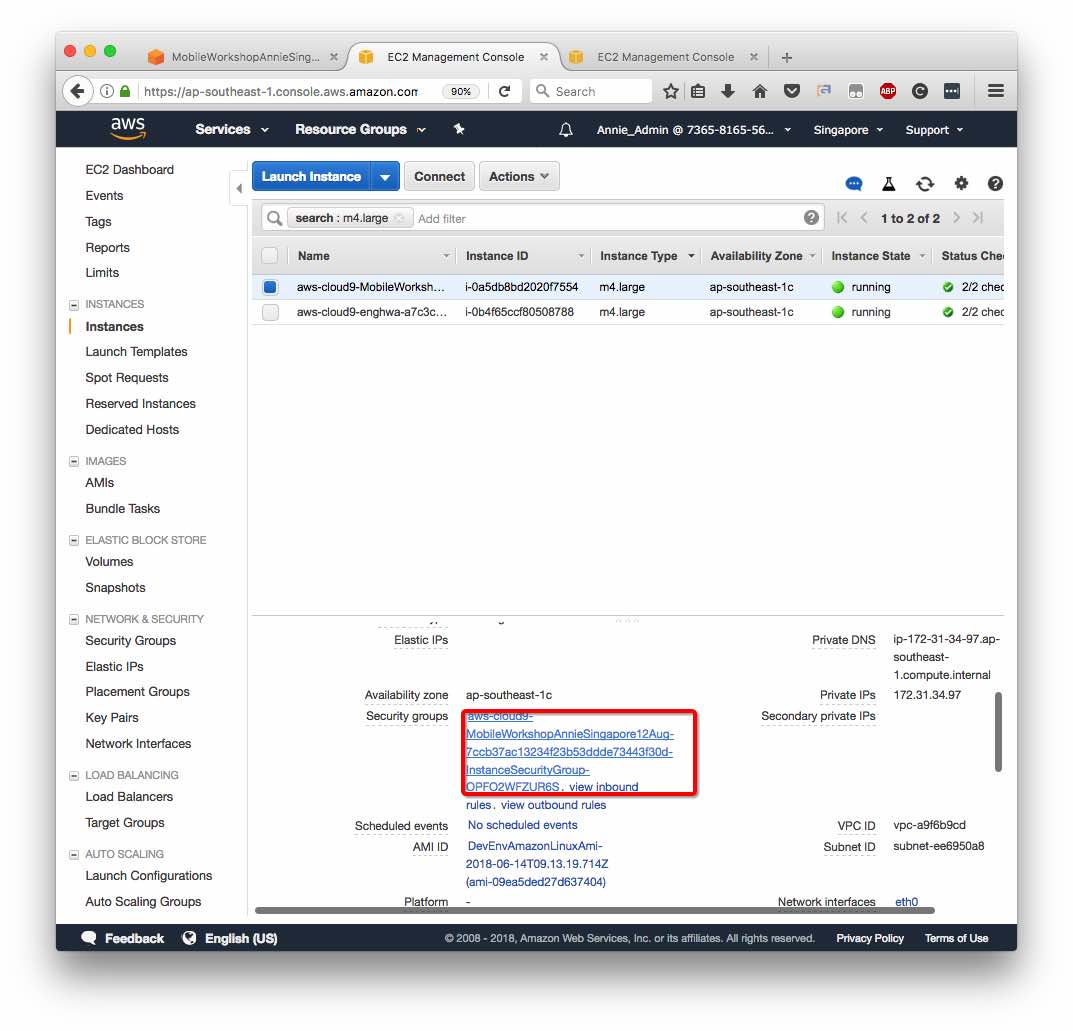 MobileWorkshopAnnieSing...
EC2 Management Console
EC2 Management Console
https://ap-southeast-1.console.aws.amazon.com
90%
Search
ABP
aws
Services
Resource Groups
Annie_Admin @ 7365-8165-56...
Singapore
Support
EC2 Dashboard
Events
Tags
Reports
Limits
INSTANCES
Instances
Launch Templates
Spot Requests
Reserved Instances
Dedicated Hosts
IMAGES
AMIs
Bundle Tasks
ELASTIC BLOCK STORE
Volumes
Snapshots
NETWORK & SECURITY
Security Groups
Elastic IPs
Placement Groups
Key Pairs
Network Interfaces
LOAD BALANCING
Load Balancers
Target Groups
AUTO SCALING
Launch Configurations
Auto Scaling Groups
Launch Instance
Connect
Actions
search : m4.large
Add filter
1 to 2 of 2
Name Instance ID Instance Type Availability Zone Instance State Status Che
aws-cloud9-MobileWorksh... i-0a5db8bd2020f7554 m4.large ap-southeast-1c running 2/2 chec
aws-cloud9-enghwa-a7c3c... i-0b4f65ccf80508788 m4.large ap-southeast-1c running 2/2 chec
Elastic IPs
Availability zone ap-southeast-1c
Security groups aws-cloud9-
MobileWorkshopAnnieSingapore12Aug-
7ccb37ac13234f23b53ddde73443f30d-
InstanceSecurityGroup-
OPFO2WFZUR6S. view inbound
rules. view outbound rules
Scheduled events No scheduled events
AMI ID DevEnvAmazonLinuxAmi-
2018-06-14T09.13.19.714Z
(ami-09ea5ded27d637404)
Platform -
Private DNS ip-172-31-34-97.ap-
southeast-
1.compute.internal
Private IPs 172.31.34.97
Secondary private IPs
VPC ID vpc-a9f6b9cd
Subnet ID subnet-ee6950a8
Network interfaces eth0
Feedback
English (US)
© 2008 - 2018, Amazon Web Services, Inc. or its affiliates. All rights reserved.
Privacy Policy
Terms of Use